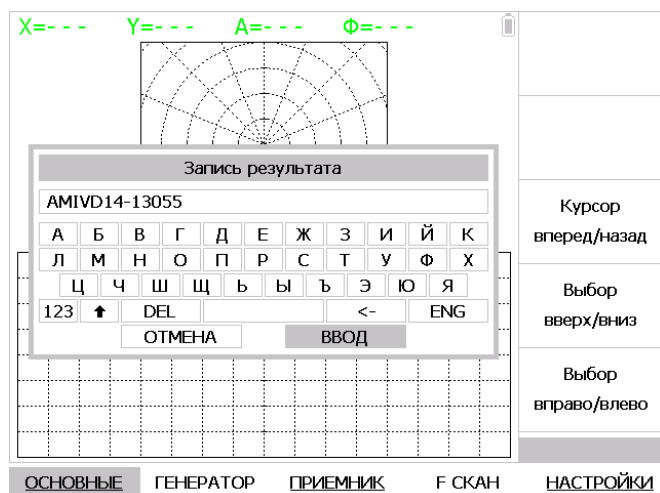 X=- - - Y=- - - A=- - - Ф=- - -
Запись результата
AMIVD14-13055
А Б В Г Д Е Ж З И Й К
Л М Н О П Р С Т У Ф Х
Ц Ч Ш Щ Ь Ы Ъ Э Ю Я
123 ⬆ DEL <- ENG
ОТМЕНА ВВОД
Курсор
вперед/назад
Выбор
вверх/вниз
Выбор
вправо/влево
ОСНОВНЫЕ ГЕНЕРАТОР ПРИЕМНИК F СКАН НАСТРОЙКИ